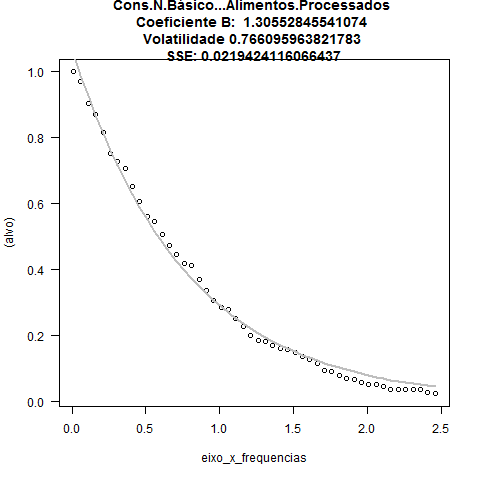 Cons.N.Básico...Alimentos.Processados
Coeficiente B: 1.30552845541074
Volatilidade 0.766095963821783
SSE: 0.0219424116066437
1.0
0.8
0.6
0.4
0.2
0.0
(alvo)
0.0 0.5 1.0 1.5 2.0 2.5
eixo_x_frequencias